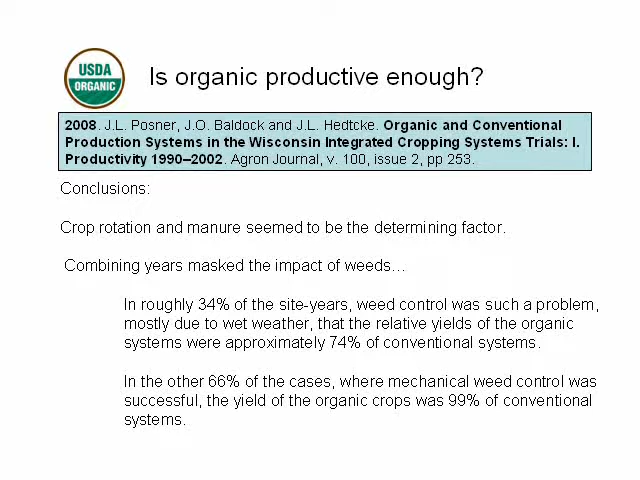 USDA
ORGANIC
Is organic productive enough?
2008. J.L. Posner, J.O. Baldock and J.L. Hedtcke. Organic and Conventional
Production Systems in the Wisconsin Integrated Cropping Systems Trials: I.
Productivity 1990–2002. Agron Journal, v. 100, issue 2, pp 253.
Conclusions:
Crop rotation and manure seemed to be the determining factor.
Combining years masked the impact of weeds…
In roughly 34% of the site-years, weed control was such a problem,
mostly due to wet weather, that the relative yields of the organic
systems were approximately 74% of conventional systems.
In the other 66% of the cases, where mechanical weed control was
successful, the yield of the organic crops was 99% of conventional
systems.